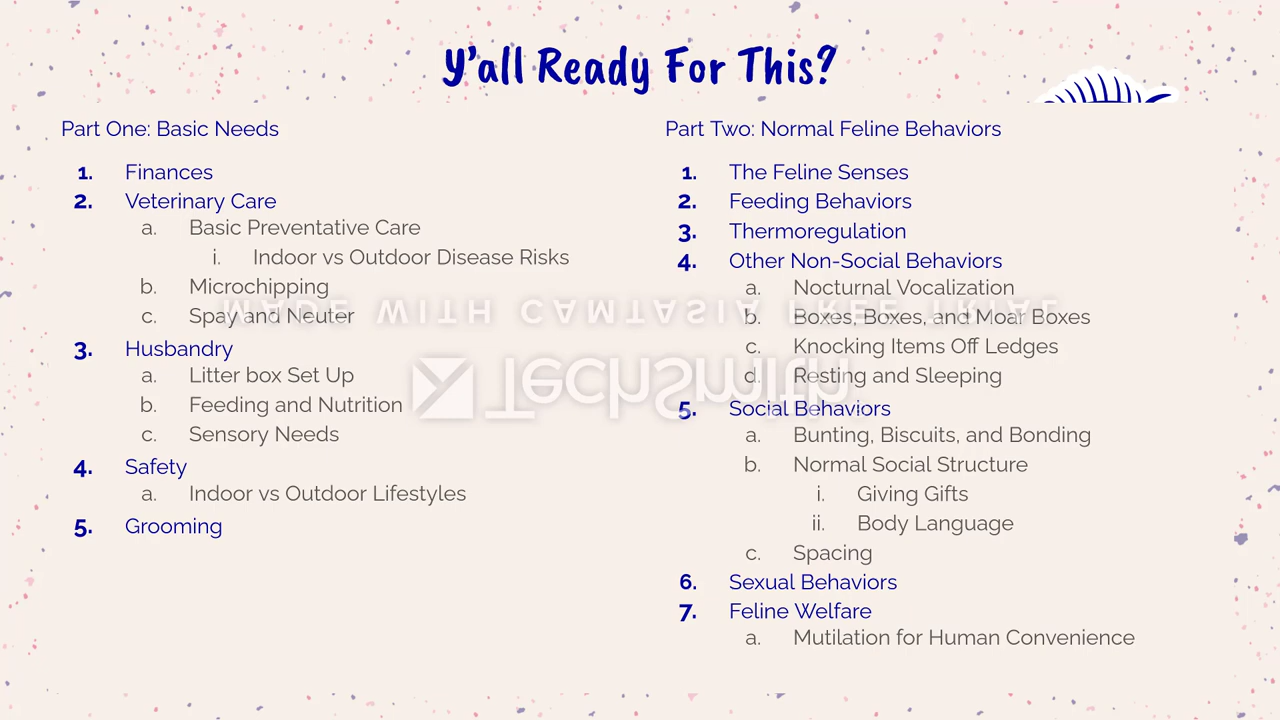 Y'all Ready For This?
Part One: Basic Needs
1. Finances
2. Veterinary Care
a. Basic Preventative Care
i. Indoor vs Outdoor Disease Risks
b. Microchipping
c. Spay and Neuter
3. Husbandry
a. Litter box Set Up
b. Feeding and Nutrition
c. Sensory Needs
4. Safety
a. Indoor vs Outdoor Lifestyles
5. Grooming
Part Two: Normal Feline Behaviors
1. The Feline Senses
2. Feeding Behaviors
3. Thermoregulation
4. Other Non-Social Behaviors
a. Nocturnal Vocalization
b. Boxes, Boxes, and Moar Boxes
c. Knocking Items Off Ledges
d. Resting and Sleeping
5. Social Behaviors
a. Bunting, Biscuits, and Bonding
b. Normal Social Structure
i. Giving Gifts
ii. Body Language
c. Spacing
6. Sexual Behaviors
7. Feline Welfare
a. Mutilation for Human Convenience
MADE WITH CAMTASIA FREE TRIAL
TechSmith